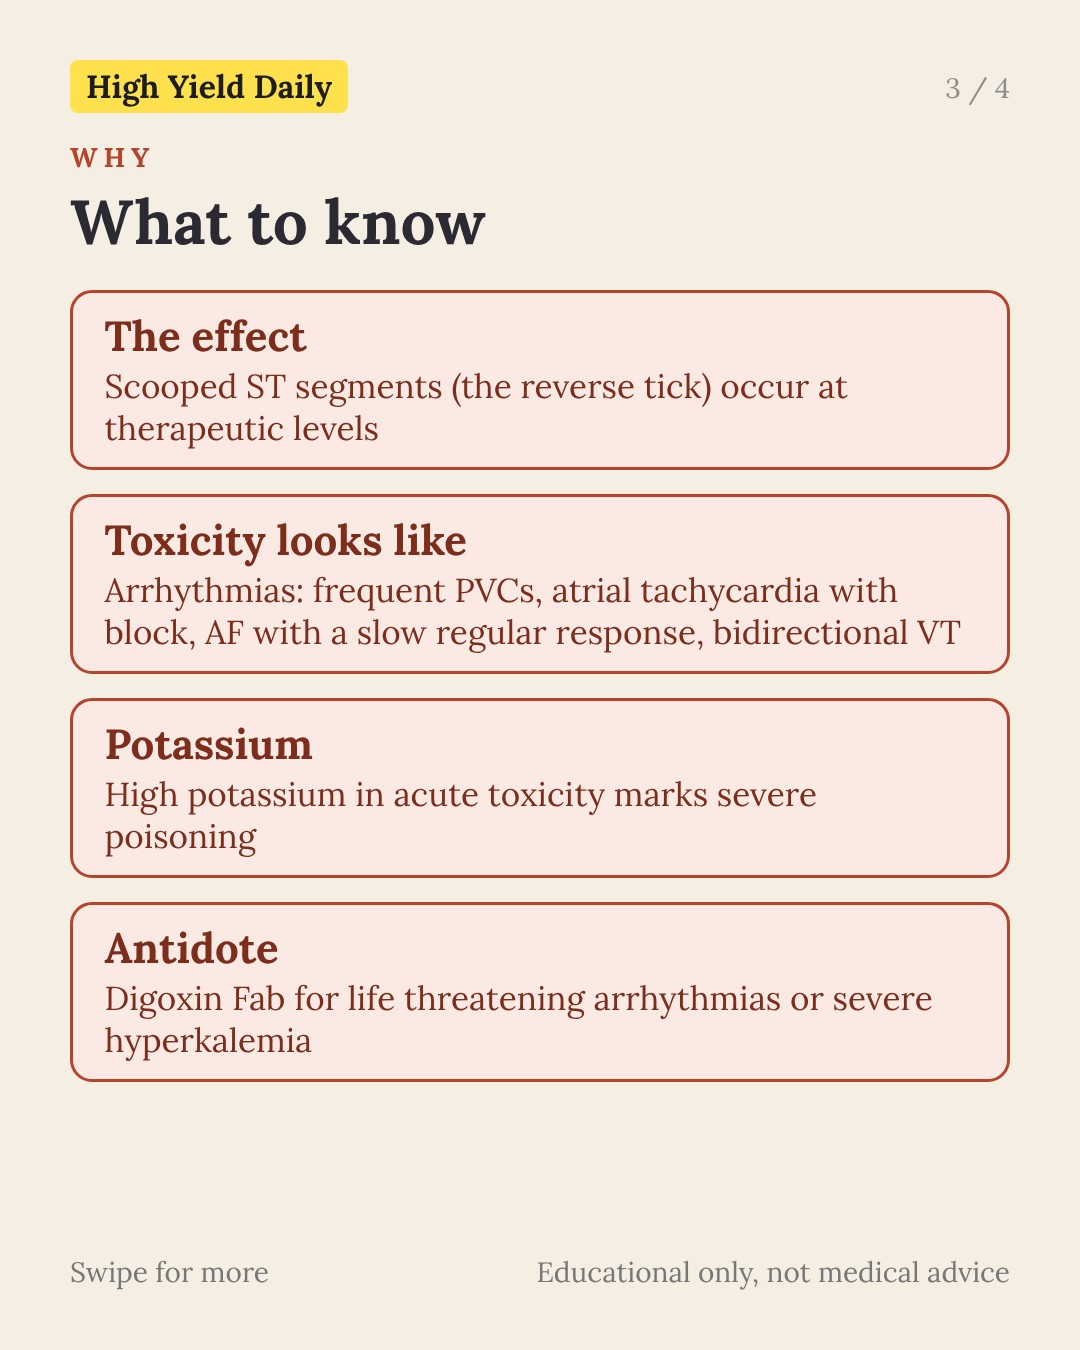 High Yield Daily
3 / 4
WHY
What to know
The effect
Scooped ST segments (the reverse tick) occur at
therapeutic levels
Toxicity looks like
Arrhythmias: frequent PVCs, atrial tachycardia with
block, AF with a slow regular response, bidirectional VT
Potassium
High potassium in acute toxicity marks severe
poisoning
Antidote
Digoxin Fab for life threatening arrhythmias or severe
hyperkalemia
Swipe for more
Educational only, not medical advice